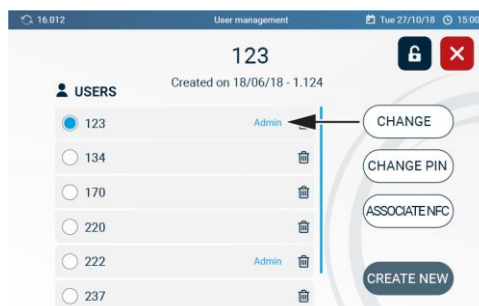 16.012 User management Tue 27/10/18 15:00
123
Created on 18/06/18 - 1.124
USERS
123 Admin CHANGE
134
CHANGE PIN
170
ASSOCIATE NFC
220
222 Admin
CREATE NEW
237